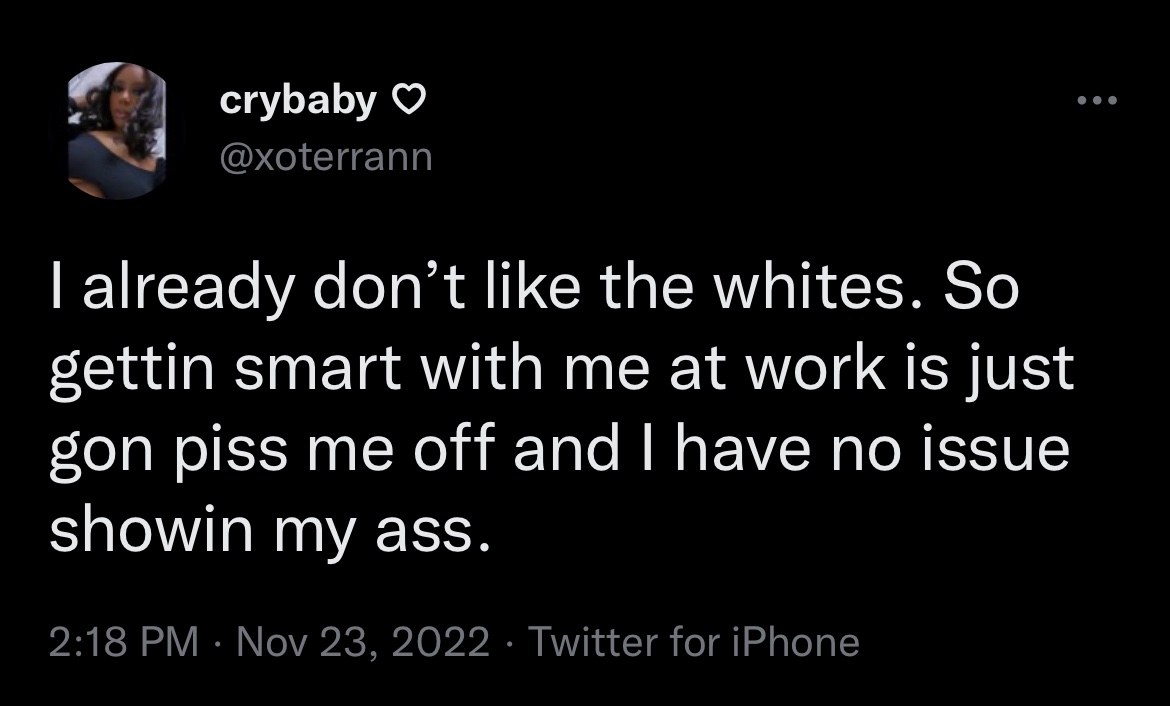 crybaby ♡
@xoterrann
I already don’t like the whites. So
gettin smart with me at work is just
gon piss me off and I have no issue
showin my ass.
2:18 PM · Nov 23, 2022 · Twitter for iPhone